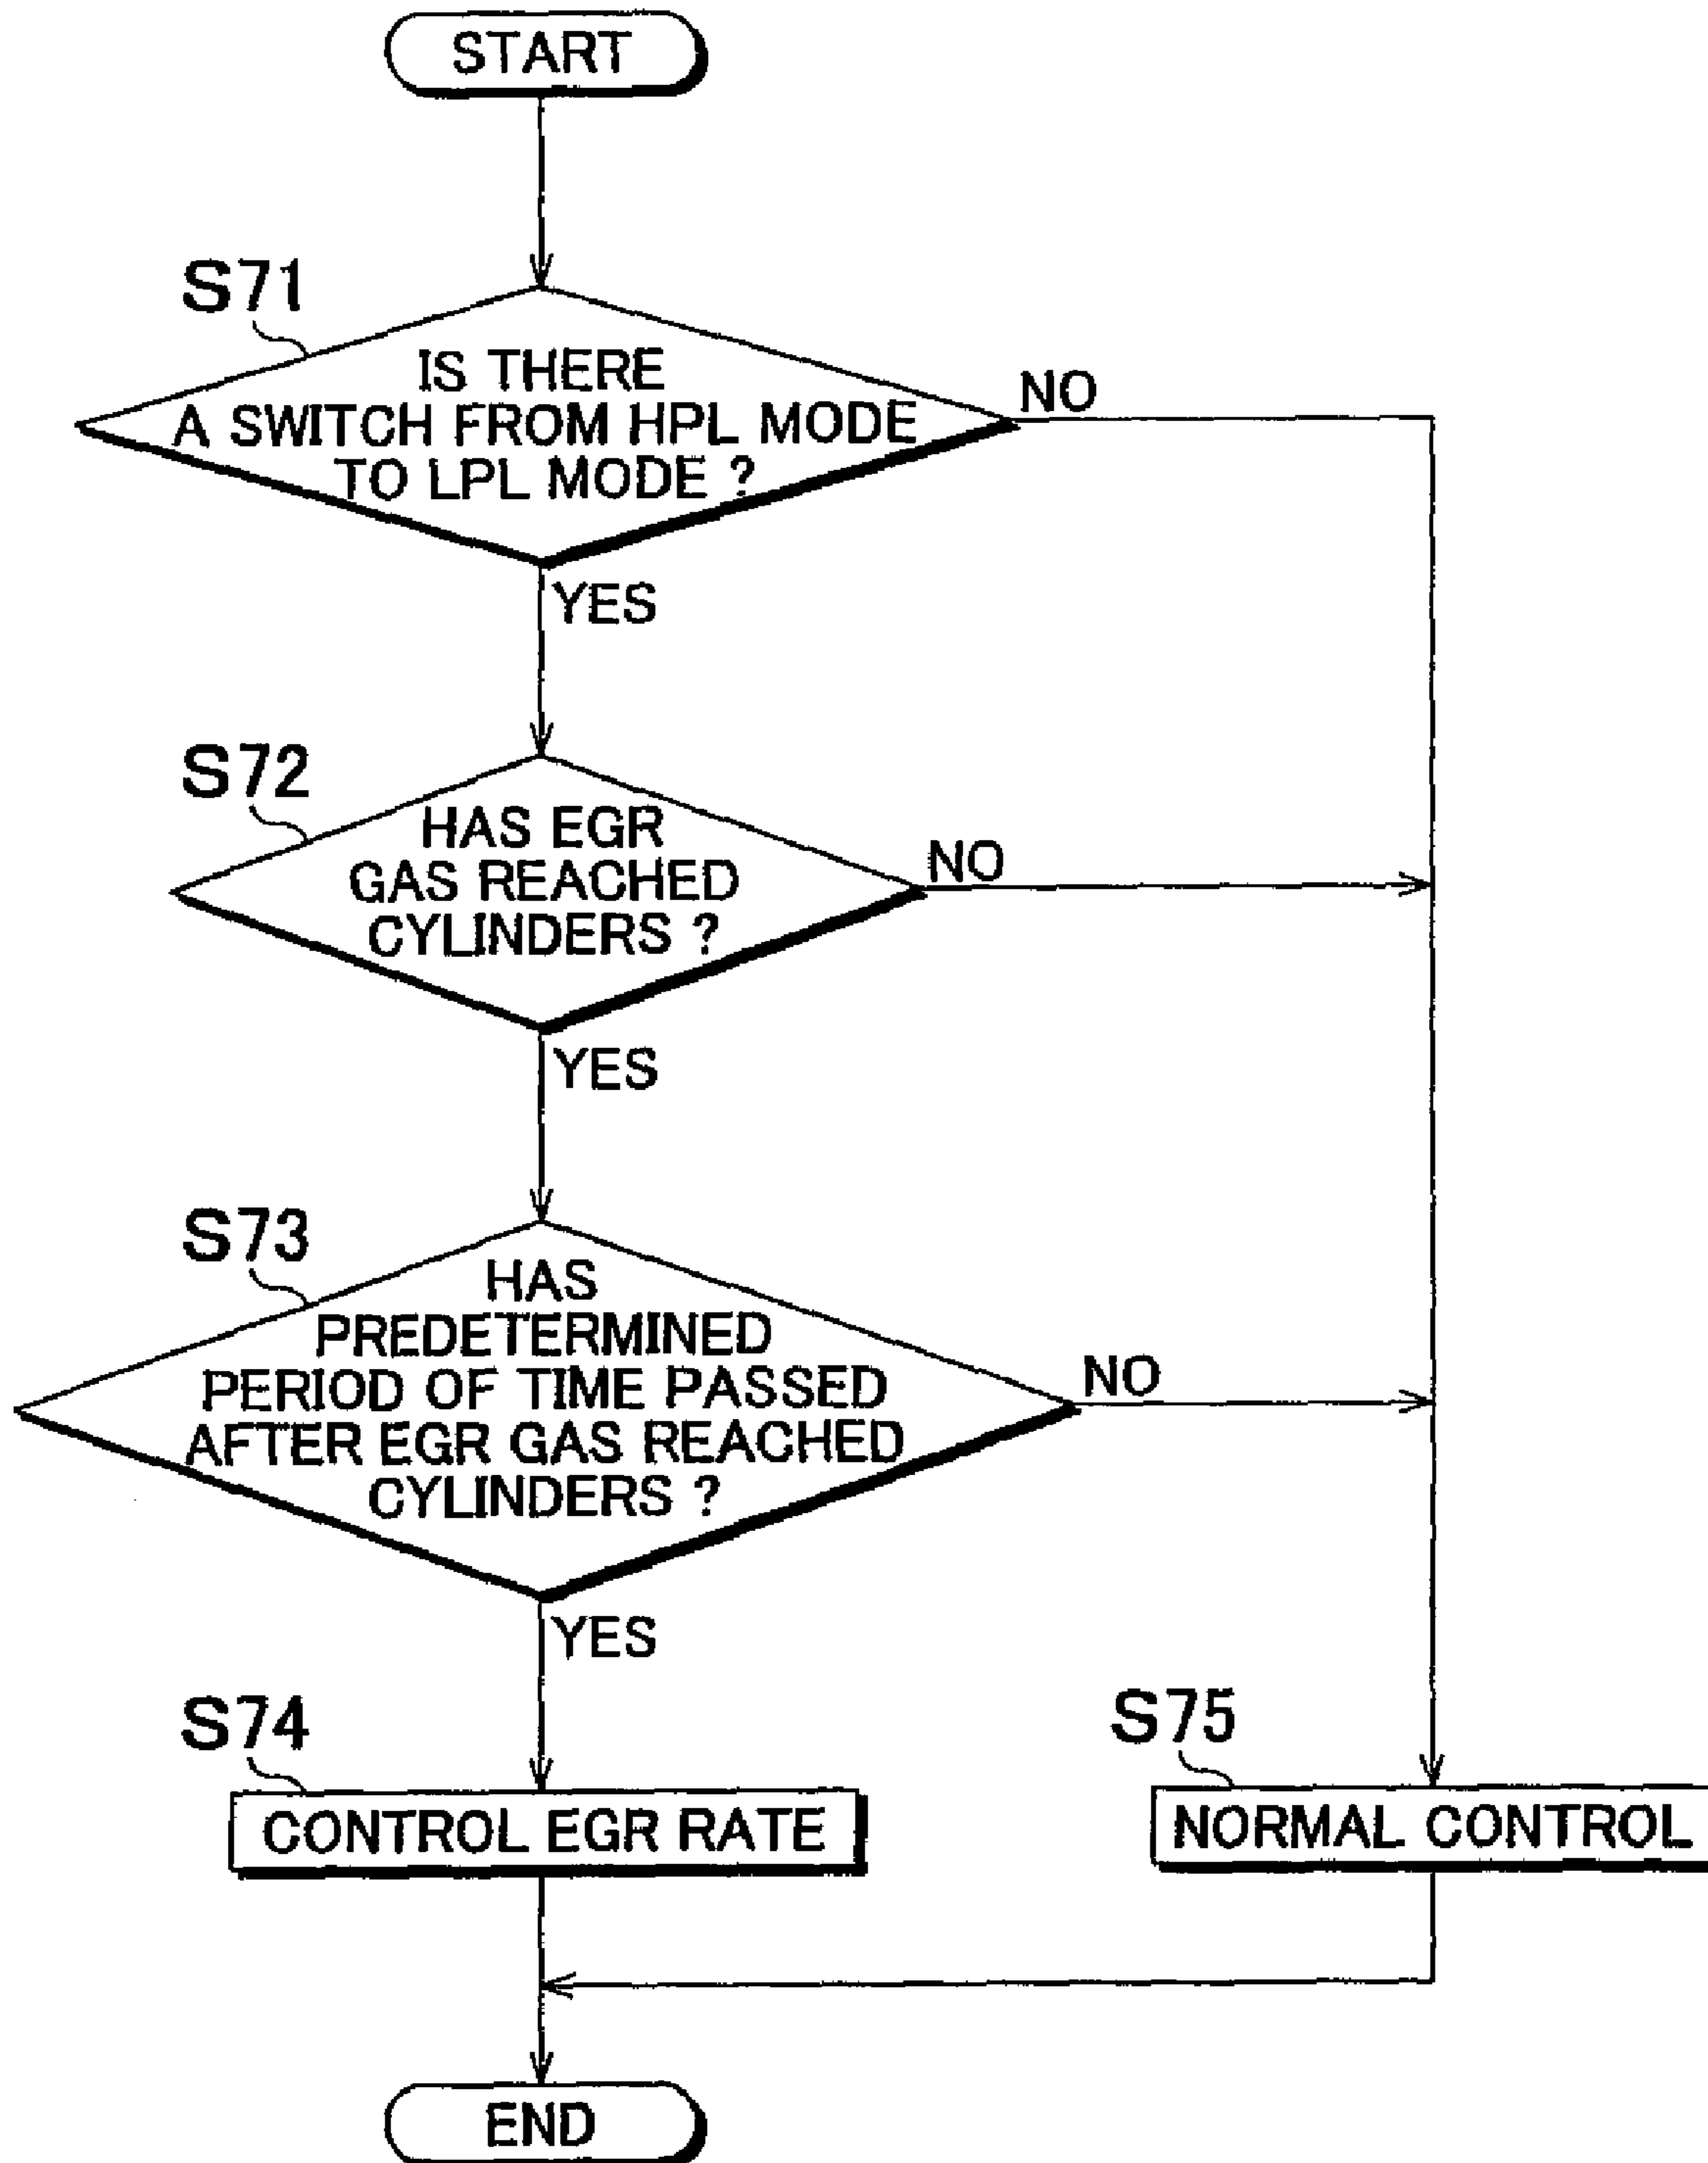 START
S71
IS THERE
A SWITCH FROM HPL MODE
TO LPL MODE ?
NO
YES
S72
HAS EGR
GAS REACHED
CYLINDERS ?
NO
YES
S73
HAS
PREDETERMINED
PERIOD OF TIME PASSED
AFTER EGR GAS REACHED
CYLINDERS ?
NO
YES
S74
CONTROL EGR RATE
S75
NORMAL CONTROL
END